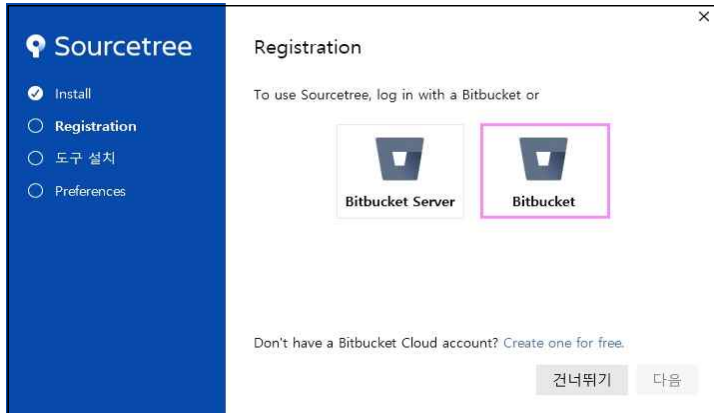 Sourcetree
Install
Registration
도구 설치
Preferences
Registration
To use Sourcetree, log in with a Bitbucket or
Bitbucket Server
Bitbucket
Don't have a Bitbucket Cloud account? Create one for free.
건너뛰기
다음